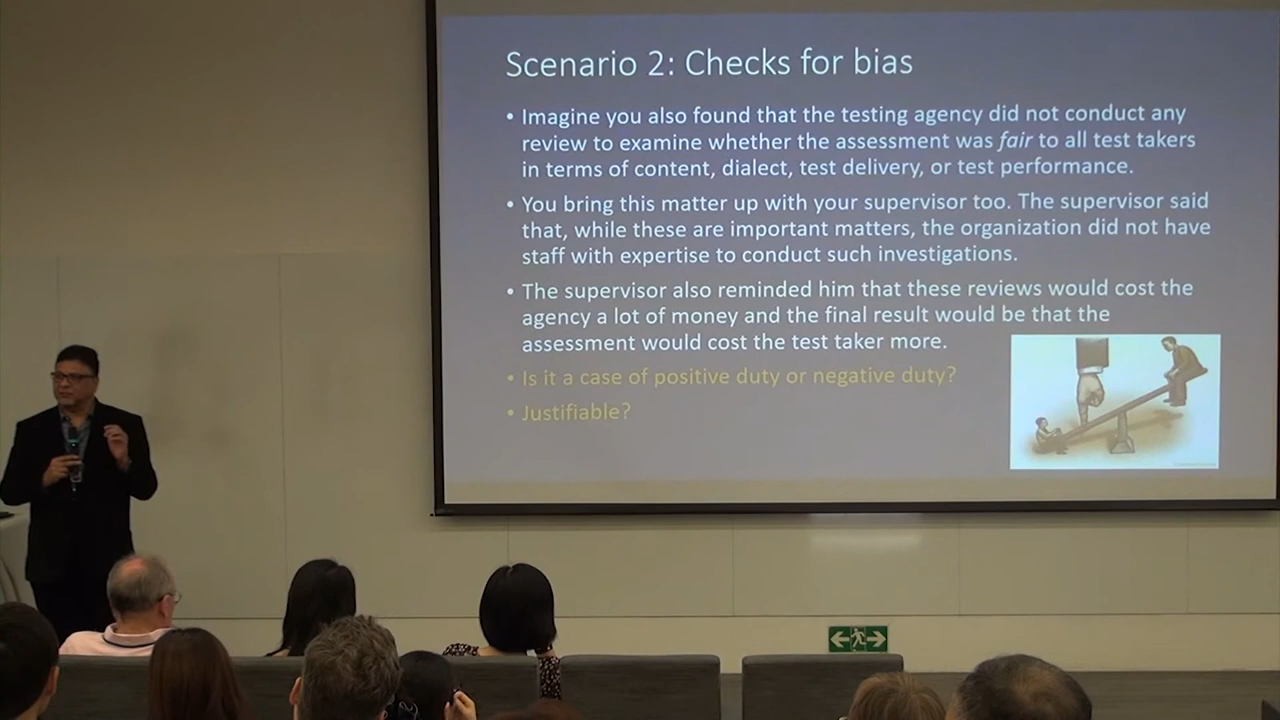 Scenario 2: Checks for bias
• Imagine you also found that the testing agency did not conduct any
review to examine whether the assessment was fair to all test takers
in terms of content, dialect, test delivery, or test performance.
• You bring this matter up with your supervisor too. The supervisor said
that, while these are important matters, the organization did not have
staff with expertise to conduct such investigations.
• The supervisor also reminded him that these reviews would cost the
agency a lot of money and the final result would be that the
assessment would cost the test taker more.
• Is it a case of positive duty or negative duty?
• Justifiable?